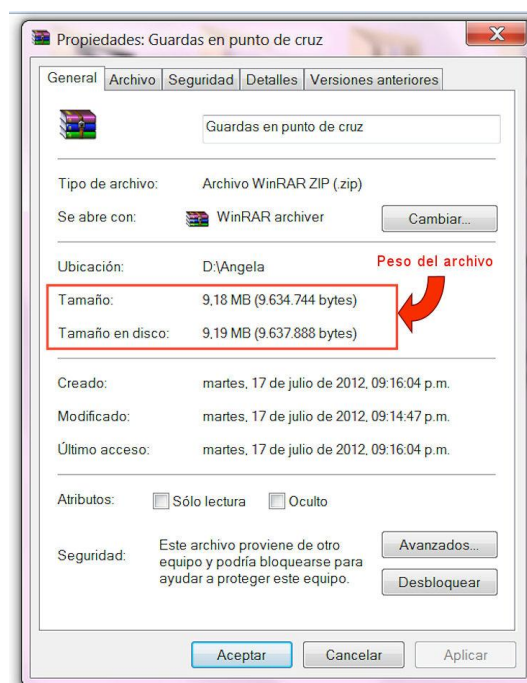 Propiedades: Guardas en punto de cruz
General Archivo Seguridad Detalles Versiones anteriores
Guardas en punto de cruz
Tipo de archivo: Archivo WinRAR ZIP (.zip)
Se abre con: WinRAR archiver Cambiar...
Peso del archivo
Ubicación: D:\Angela
Tamaño: 9,18 MB (9.634.744 bytes)
Tamaño en disco: 9,19 MB (9.637.888 bytes)
Creado: martes, 17 de julio de 2012, 09:16:04 p.m.
Modificado: martes, 17 de julio de 2012, 09:14:47 p.m.
Último acceso: martes, 17 de julio de 2012, 09:16:04 p.m.
Atributos: Sólo lectura Oculto
Seguridad: Este archivo proviene de otro
equipo y podría bloquearse para
ayudar a proteger este equipo.
Avanzados...
Desbloquear
Aceptar Cancelar Aplicar